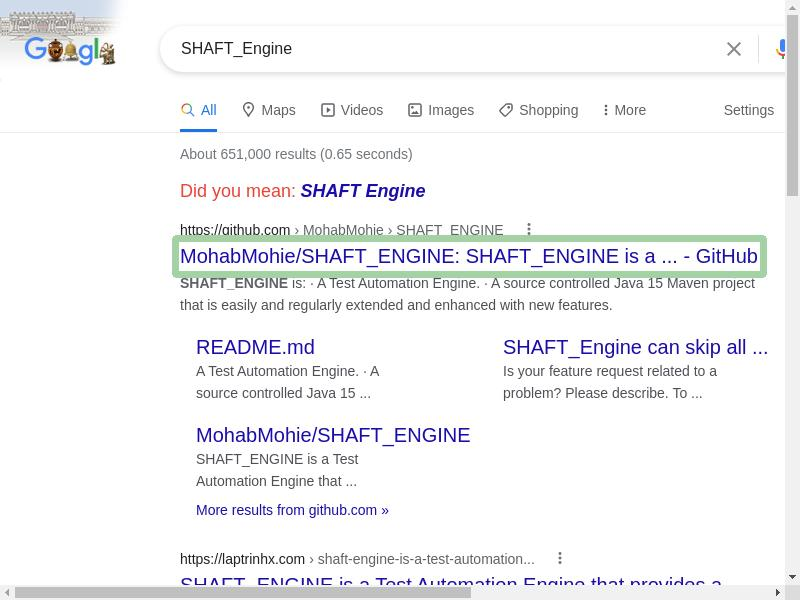 Google
SHAFT_Engine
All Maps Videos Images Shopping More Settings
About 651,000 results (0.65 seconds)
Did you mean: SHAFT Engine
https://github.com › MohabMohie › SHAFT_ENGINE
MohabMohie/SHAFT_ENGINE: SHAFT_ENGINE is a ... - GitHub
SHAFT_ENGINE is: · A Test Automation Engine. · A source controlled Java 15 Maven project
that is easily and regularly extended and enhanced with new features.
README.md
A Test Automation Engine. · A
source controlled Java 15 ...
SHAFT_Engine can skip all ...
Is your feature request related to a
problem? Please describe. To ...
MohabMohie/SHAFT_ENGINE
SHAFT_ENGINE is a Test
Automation Engine that ...
More results from github.com »
https://laptrinhx.com › shaft-engine-is-a-test-automation...
SHAFT_ENGINE is a Test Automation Engine that provides a